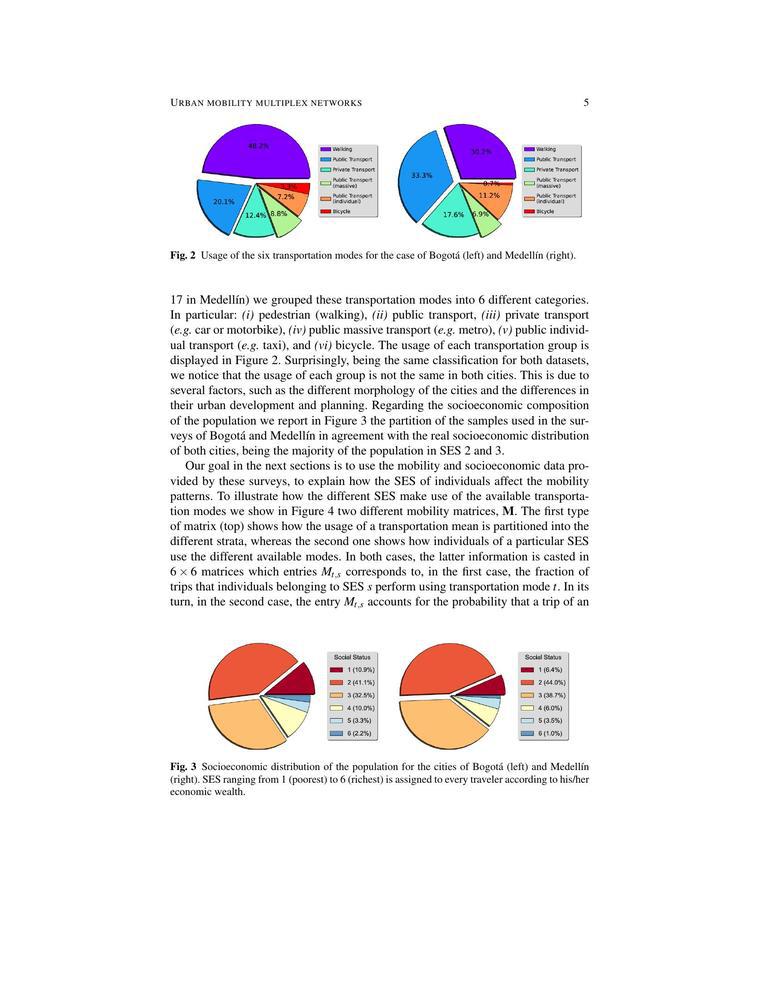 URBAN MOBILITY MULTIPLEX NETWORKS 5
48.2%
20.1%
12.4%
8.8%
7.2%
Walking
Public Transport
Private Transport
Public Transport
(massive)
Public Transport
(individual)
Bicycle
30.2%
33.3%
17.6%
6.9%
11.2%
0.7%
Walking
Public Transport
Private Transport
Public Transport
(massive)
Public Transport
(individual)
Bicycle
Fig. 2 Usage of the six transportation modes for the case of Bogotá (left) and Medellín (right).
17 in Medellín) we grouped these transportation modes into 6 different categories.
In particular: (i) pedestrian (walking), (ii) public transport, (iii) private transport
(e.g. car or motorbike), (iv) public massive transport (e.g. metro), (v) public individ-
ual transport (e.g. taxi), and (vi) bicycle. The usage of each transportation group is
displayed in Figure 2. Surprisingly, being the same classification for both datasets,
we notice that the usage of each group is not the same in both cities. This is due to
several factors, such as the different morphology of the cities and the differences in
their urban development and planning. Regarding the socioeconomic composition
of the population we report in Figure 3 the partition of the samples used in the sur-
veys of Bogotá and Medellín in agreement with the real socioeconomic distribution
of both cities, being the majority of the population in SES 2 and 3.
Our goal in the next sections is to use the mobility and socioeconomic data pro-
vided by these surveys, to explain how the SES of individuals affect the mobility
patterns. To illustrate how the different SES make use of the available transporta-
tion modes we show in Figure 4 two different mobility matrices, M. The first type
of matrix (top) shows how the usage of a transportation mean is partitioned into the
different strata, whereas the second one shows how individuals of a particular SES
use the different available modes. In both cases, the latter information is casted in
6 × 6 matrices which entries Mt,s corresponds to, in the first case, the fraction of
trips that individuals belonging to SES s perform using transportation mode t. In its
turn, in the second case, the entry Mt,s accounts for the probability that a trip of an
Social Status
1 (10.9%)
2 (41.1%)
3 (32.5%)
4 (10.0%)
5 (3.3%)
6 (2.2%)
Social Status
1 (6.4%)
2 (44.0%)
3 (38.7%)
4 (6.0%)
5 (3.5%)
6 (1.0%)
Fig. 3 Socioeconomic distribution of the population for the cities of Bogotá (left) and Medellín
(right). SES ranging from 1 (poorest) to 6 (richest) is assigned to every traveler according to his/her
economic wealth.